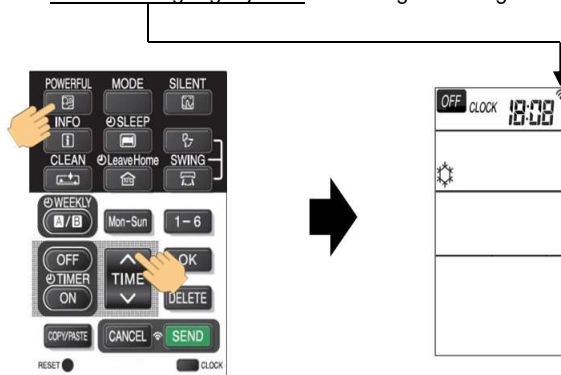 POWERFUL MODE SILENT
INFO SLEEP
CLEAN LeaveHome SWING
WEEKLY
A/B Mon-Sun 1-6
OFF OK
TIMER TIME
ON DELETE
COPY/PASTE CANCEL SEND
RESET CLOCK
OFF CLOCK 18:08